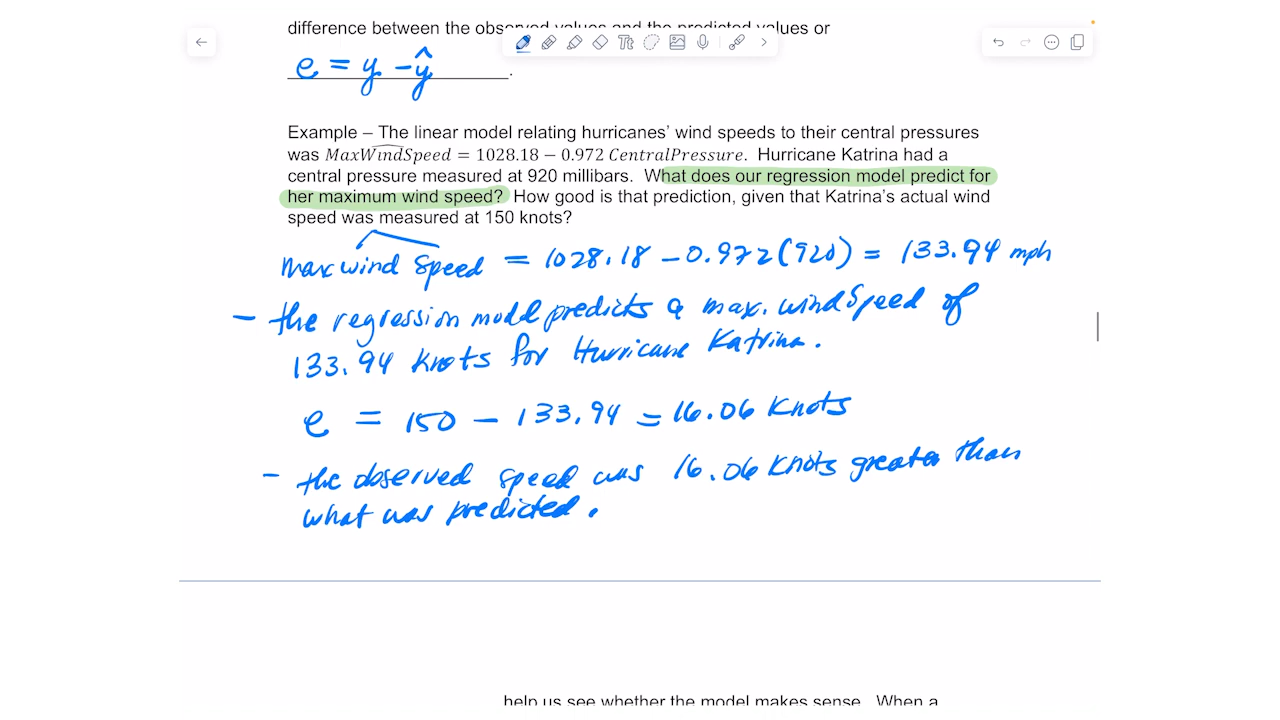 difference between the observed values and the predicted values or
e = y - ŷ.
Example – The linear model relating hurricanes' wind speeds to their central pressures
was MaxWindSpeed = 1028.18 − 0.972 CentralPressure. Hurricane Katrina had a
central pressure measured at 920 millibars. What does our regression model predict for
her maximum wind speed? How good is that prediction, given that Katrina's actual wind
speed was measured at 150 knots?
max wind speed = 1028.18 - 0.972(920) = 133.94 mph
- the regression model predicts a max. wind speed of
133.94 knots for Hurricane Katrina.
e = 150 - 133.94 = 16.06 knots
- the observed speed was 16.06 knots greater than
what was predicted.
help us see whether the model makes sense. When a